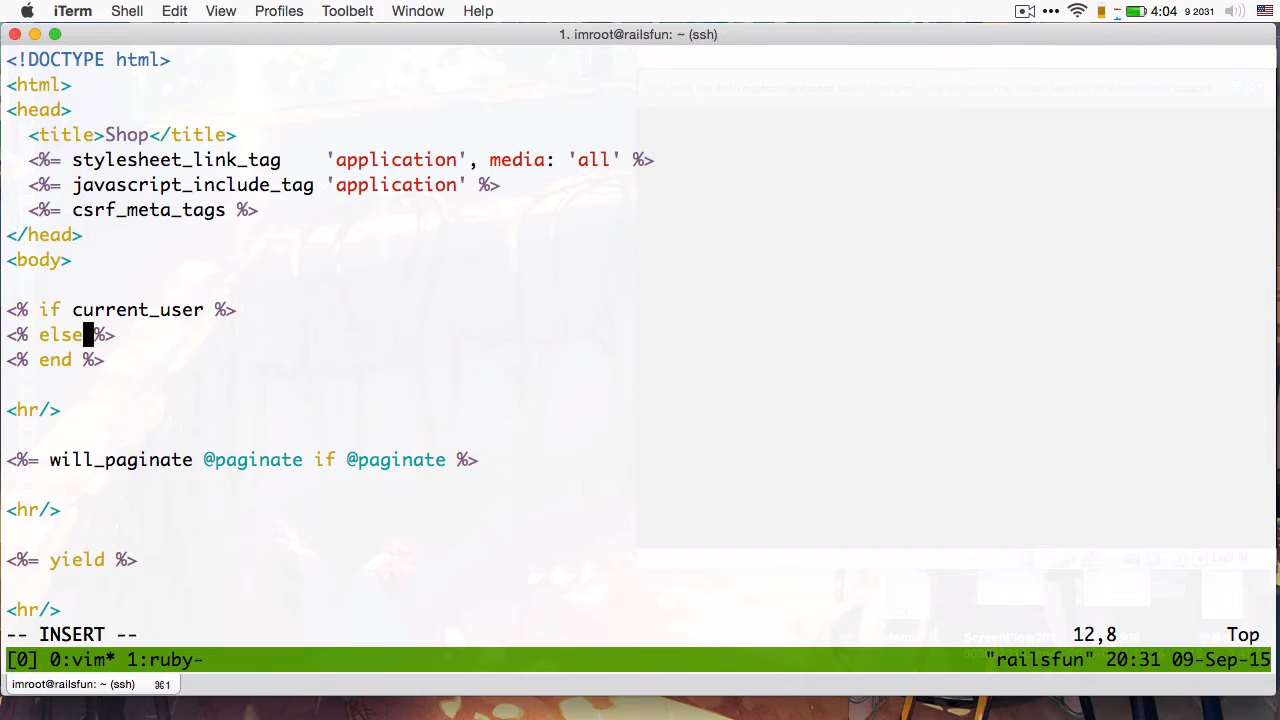 iTerm Shell Edit View Profiles Toolbelt Window Help 4:04 9 2031
1. imroot@railsfun: ~ (ssh)
<!DOCTYPE html>
<html>
<head>
  <title>Shop</title>
  <%= stylesheet_link_tag    'application', media: 'all' %>
  <%= javascript_include_tag 'application' %>
  <%= csrf_meta_tags %>
</head>
<body>
<% if current_user %>
<% else %>
<% end %>
<hr/>
<%= will_paginate @paginate if @paginate %>
<hr/>
<%= yield %>
<hr/>
-- INSERT -- 12,8 Top
[0] 0:vim* 1:ruby- "railsfun" 20:31 09-Sep-15
imroot@railsfun: ~ (ssh) ⌘1